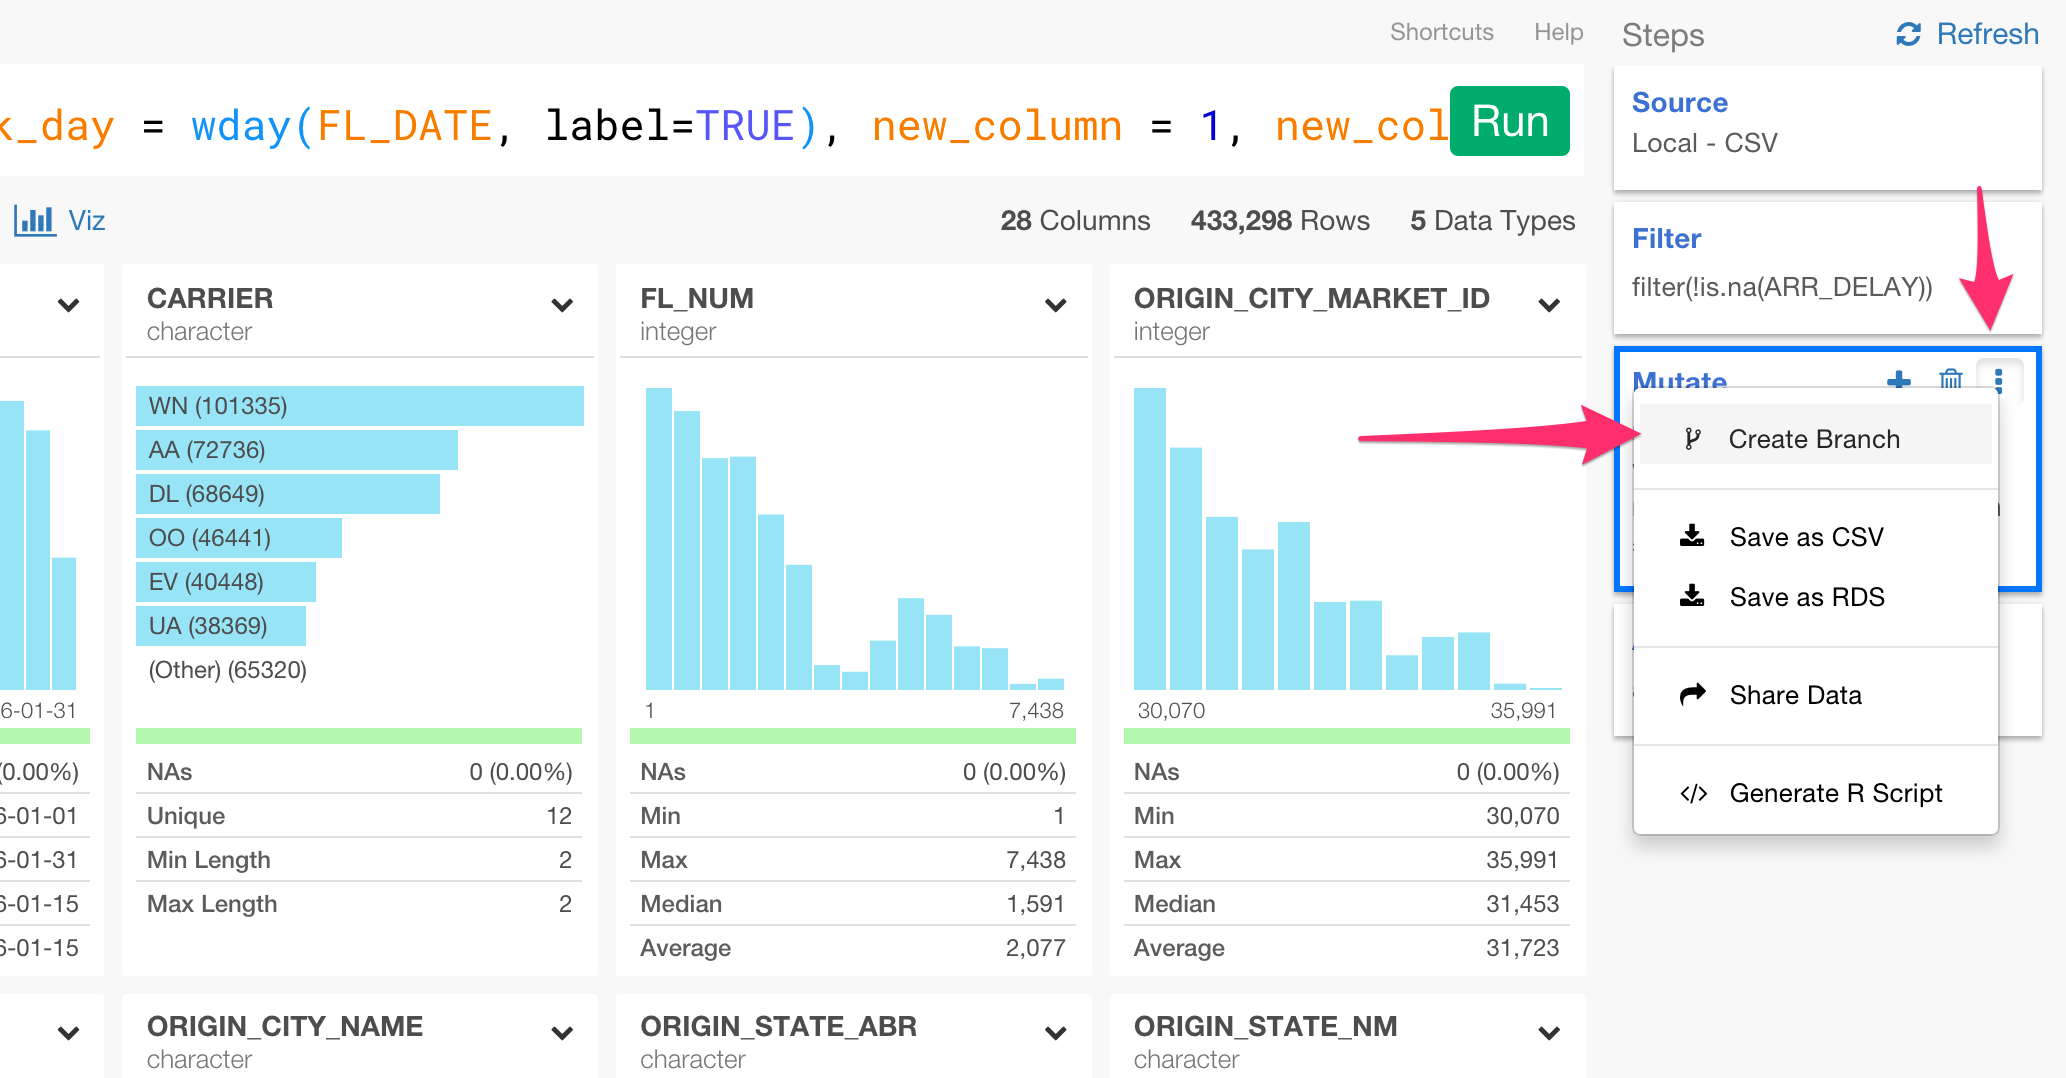 Shortcuts Help
k_day = wday(FL_DATE, label=TRUE), new_column = 1, new_col
Run
Viz
28 Columns 433,298 Rows 5 Data Types
CARRIER
character
WN (101335)
AA (72736)
DL (68649)
OO (46441)
EV (40448)
UA (38369)
(Other) (65320)
NAs 0 (0.00%)
Unique 12
Min Length 2
Max Length 2
FL_NUM
integer
1 7,438
NAs 0 (0.00%)
Min 1
Max 7,438
Median 1,591
Average 2,077
ORIGIN_CITY_MARKET_ID
integer
30,070 35,991
NAs 0 (0.00%)
Min 30,070
Max 35,991
Median 31,453
Average 31,723
6-01-31
(0.00%)
6-01-01
6-01-31
6-01-15
6-01-15
ORIGIN_CITY_NAME
character
ORIGIN_STATE_ABR
character
ORIGIN_STATE_NM
character
Steps
Refresh
Source
Local - CSV
Filter
filter(!is.na(ARR_DELAY))
Mutate
Create Branch
Save as CSV
Save as RDS
Share Data
</> Generate R Script